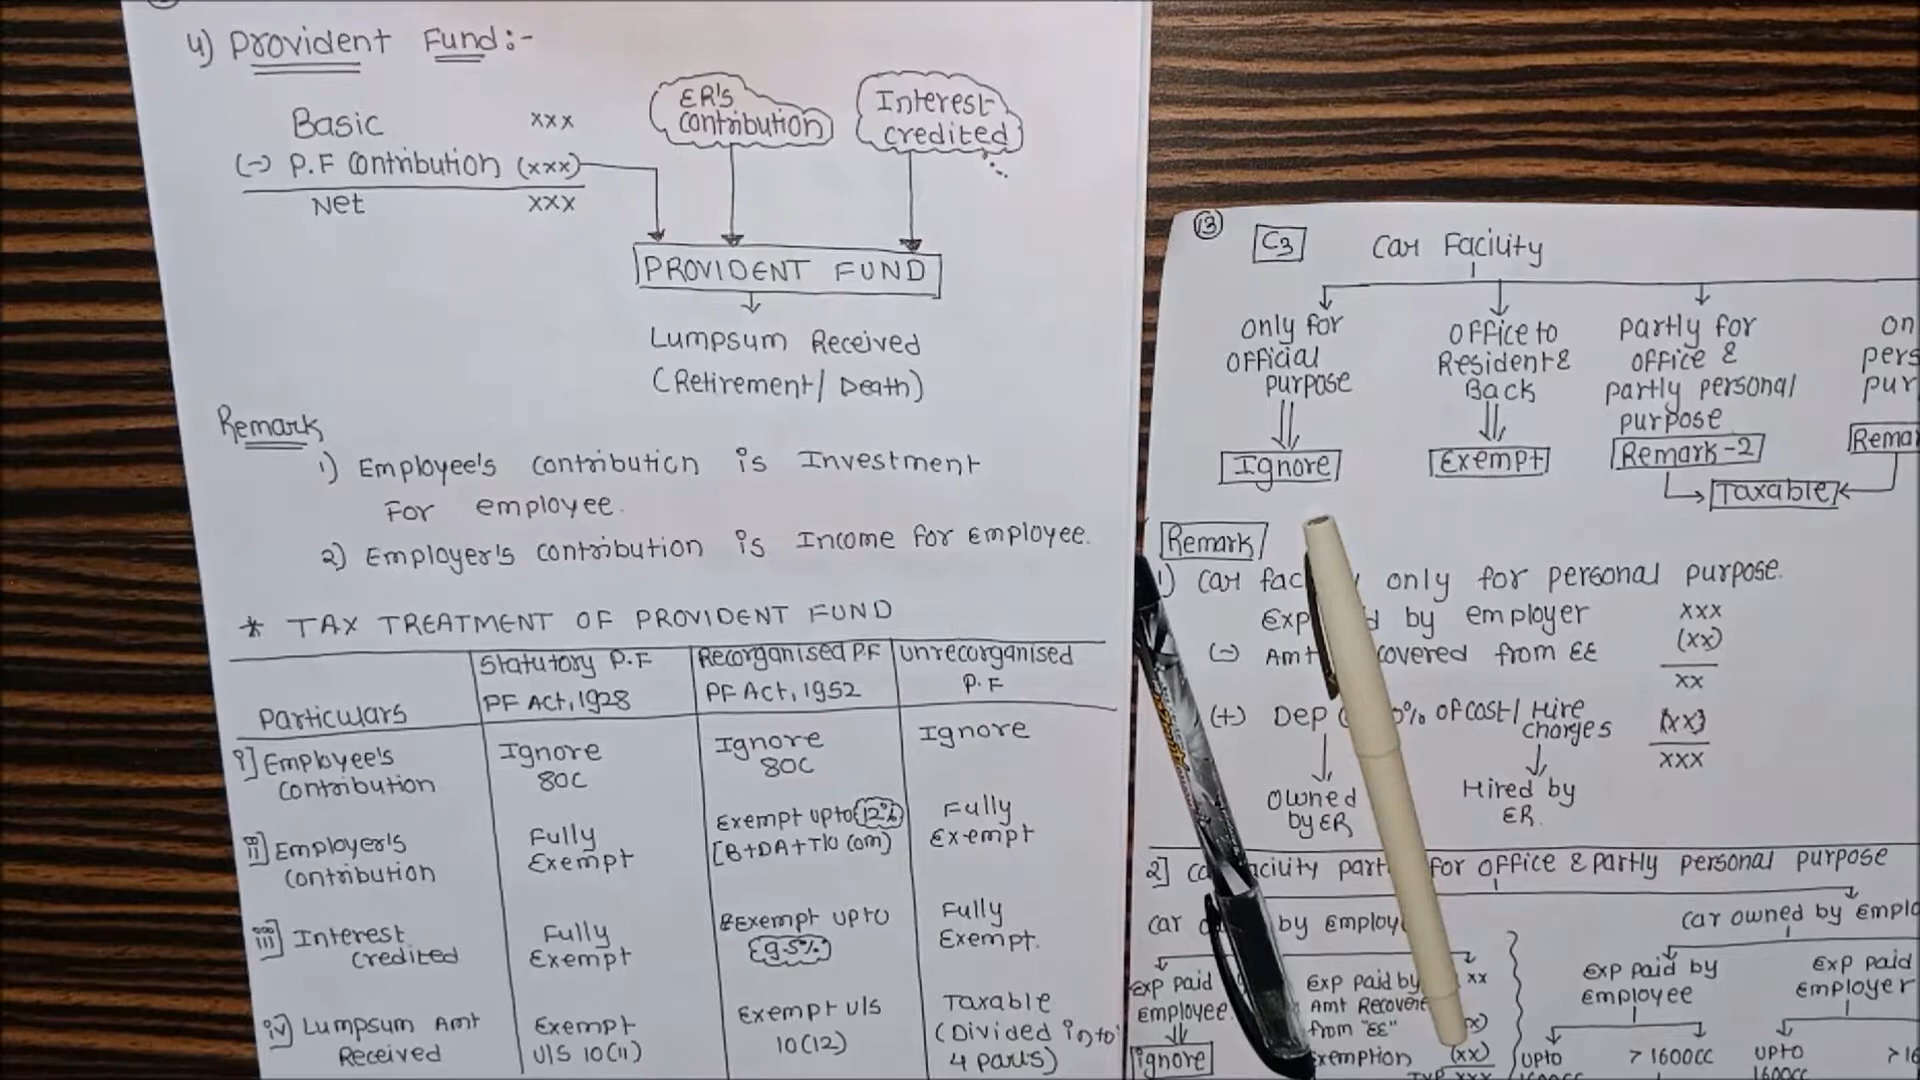 4) Provident Fund:-
Basic xxx
(-) P.F Contribution (xxx)
Net xxx
ER's
contribution
Interest
credited
PROVIDENT FUND
Lumpsum Received
(Retirement/ Death)
Remark
1) Employee's contribution is Investment
For employee.
2) Employer's contribution is Income for Employee.
* TAX TREATMENT OF PROVIDENT FUND
Particulars
Statutory P.F
PF Act, 1928
Recorganised P.F
PF Act, 1952
Unrecorganised
P.F
i] Employee's
Contribution
Ignore
80C
Ignore
80C
Ignore
ii] Employer's
Contribution
Fully
Exempt
Exempt upto 12%
[B+DA+T/O Com]
Fully
Exempt
iii] Interest
Credited
Fully
Exempt
Exempt upto
9.5%
Fully
Exempt.
iv] Lumpsum Amt
Received
Exempt
U/S 10(11)
Exempt U/S
10(12)
Taxable
(Divided into
4 parts)
13
C3 Car Facility
only for
official
purpose
Ignore
Office to
Resident &
Back
Exempt
Partly for
office &
partly personal
purpose
Remark-2
Taxable
Remark
1) Car only for personal purpose.
by employer xxx
(-) Amt from EE (xx)
xx
(+) Dep % of cost/ Hire
charges (xx)
xxx
Owned
by ER
Hired by
ER.
2] for office & partly personal purpose
Car by
Car owned by
Exp paid
employee
ignore
Exp paid by xx
Amt
from "EE"
Exemption (xx)
xxx
Exp paid by
employee
Exp paid
employer
upto
1600cc
> 1600cc
upto
1600cc